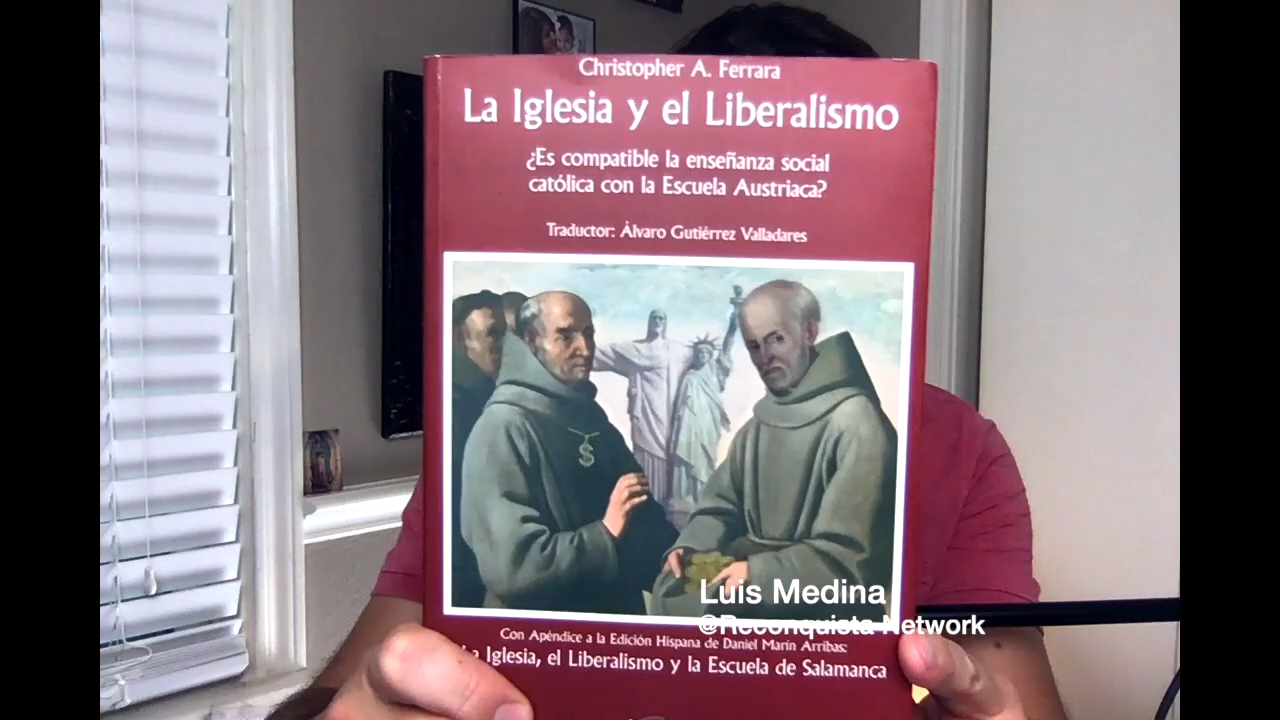 Christopher A. Ferrara
La Iglesia y el Liberalismo
¿Es compatible la enseñanza social
católica con la Escuela Austriaca?
Traductor: Álvaro Gutiérrez Valladares
$
Luis Medina
@Reconquista Network
Con Apéndice a la Edición Hispana de Daniel Marín Arribas:
La Iglesia, el Liberalismo y la Escuela de Salamanca